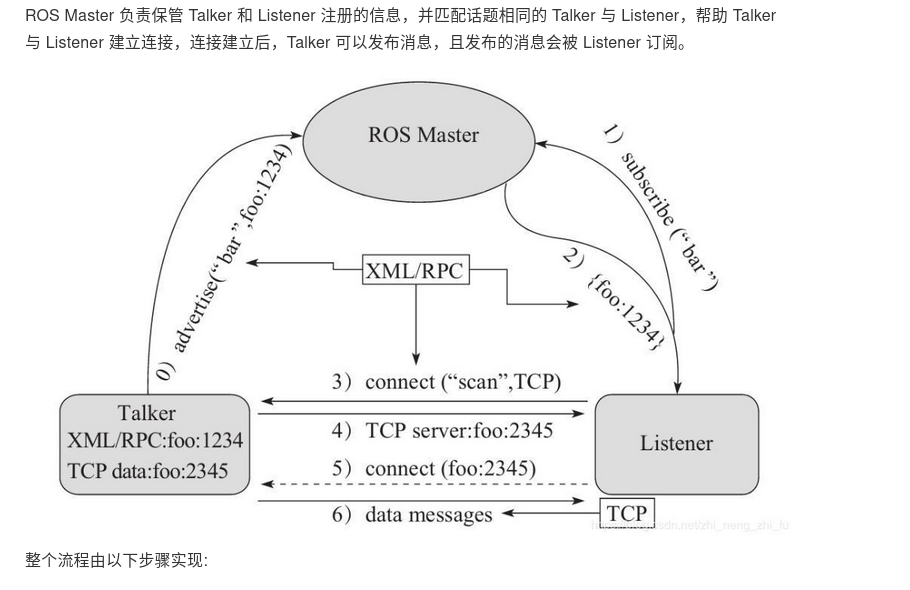 ROS Master 负责保管 Talker 和 Listener 注册的信息，并匹配话题相同的 Talker 与 Listener，帮助 Talker
与 Listener 建立连接，连接建立后，Talker 可以发布消息，且发布的消息会被 Listener 订阅。
ROS Master
0）advertise(“bar”,foo:1234)
1）subscribe (“bar”)
2）{foo:1234}
XML/RPC
3）connect (“scan”,TCP)
4）TCP server:foo:2345
5）connect (foo:2345)
6）data messages
Talker
XML/RPC:foo:1234
TCP data:foo:2345
Listener
TCP
整个流程由以下步骤实现: